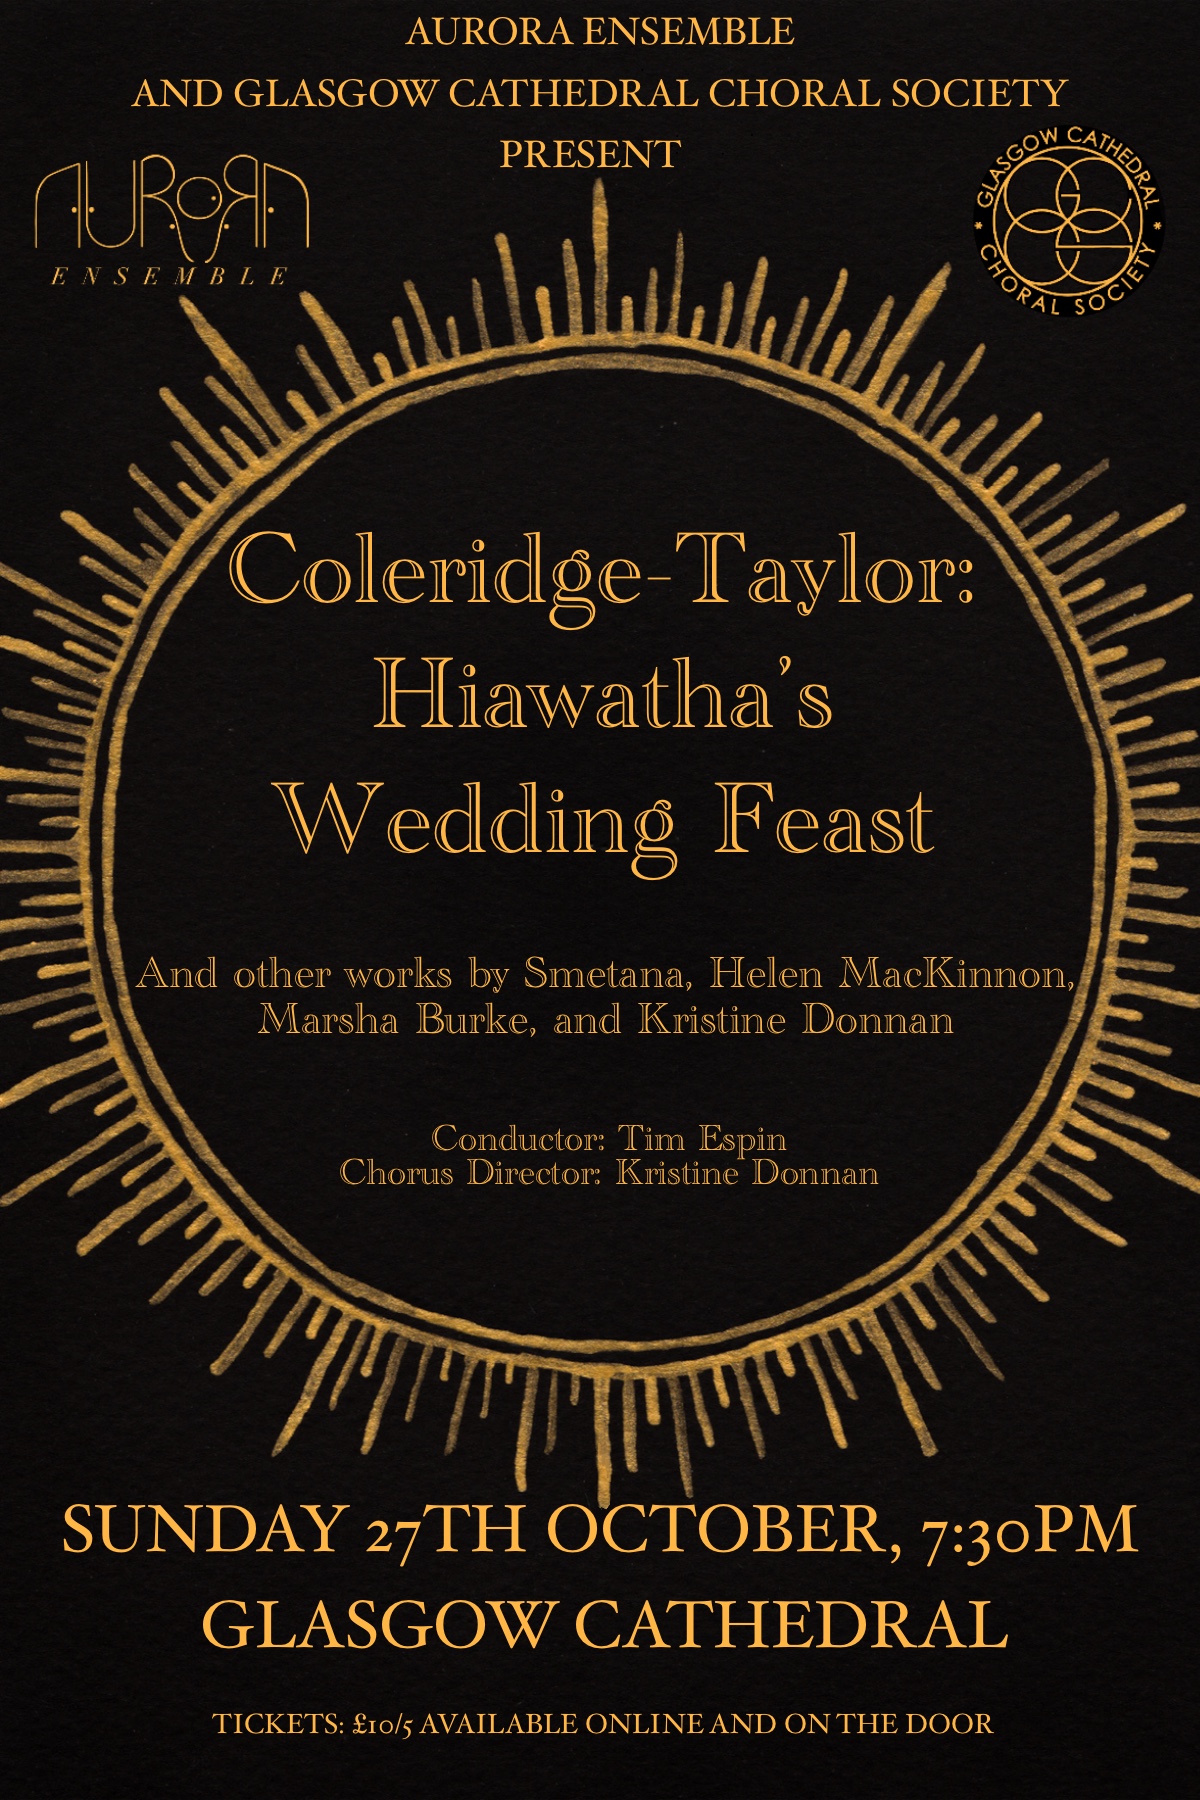 AURORA ENSEMBLE
AND GLASGOW CATHEDRAL CHORAL SOCIETY
PRESENT
AURORA
ENSEMBLE
GLASGOW CATHEDRAL
* *
CHORAL SOCIETY
Coleridge-Taylor:
Hiawatha's
Wedding Feast
And other works by Smetana, Helen MacKinnon,
Marsha Burke, and Kristine Donnan
Conductor: Tim Espin
Chorus Director: Kristine Donnan
SUNDAY 27TH OCTOBER, 7:30PM
GLASGOW CATHEDRAL
TICKETS: £10/5 AVAILABLE ONLINE AND ON THE DOOR